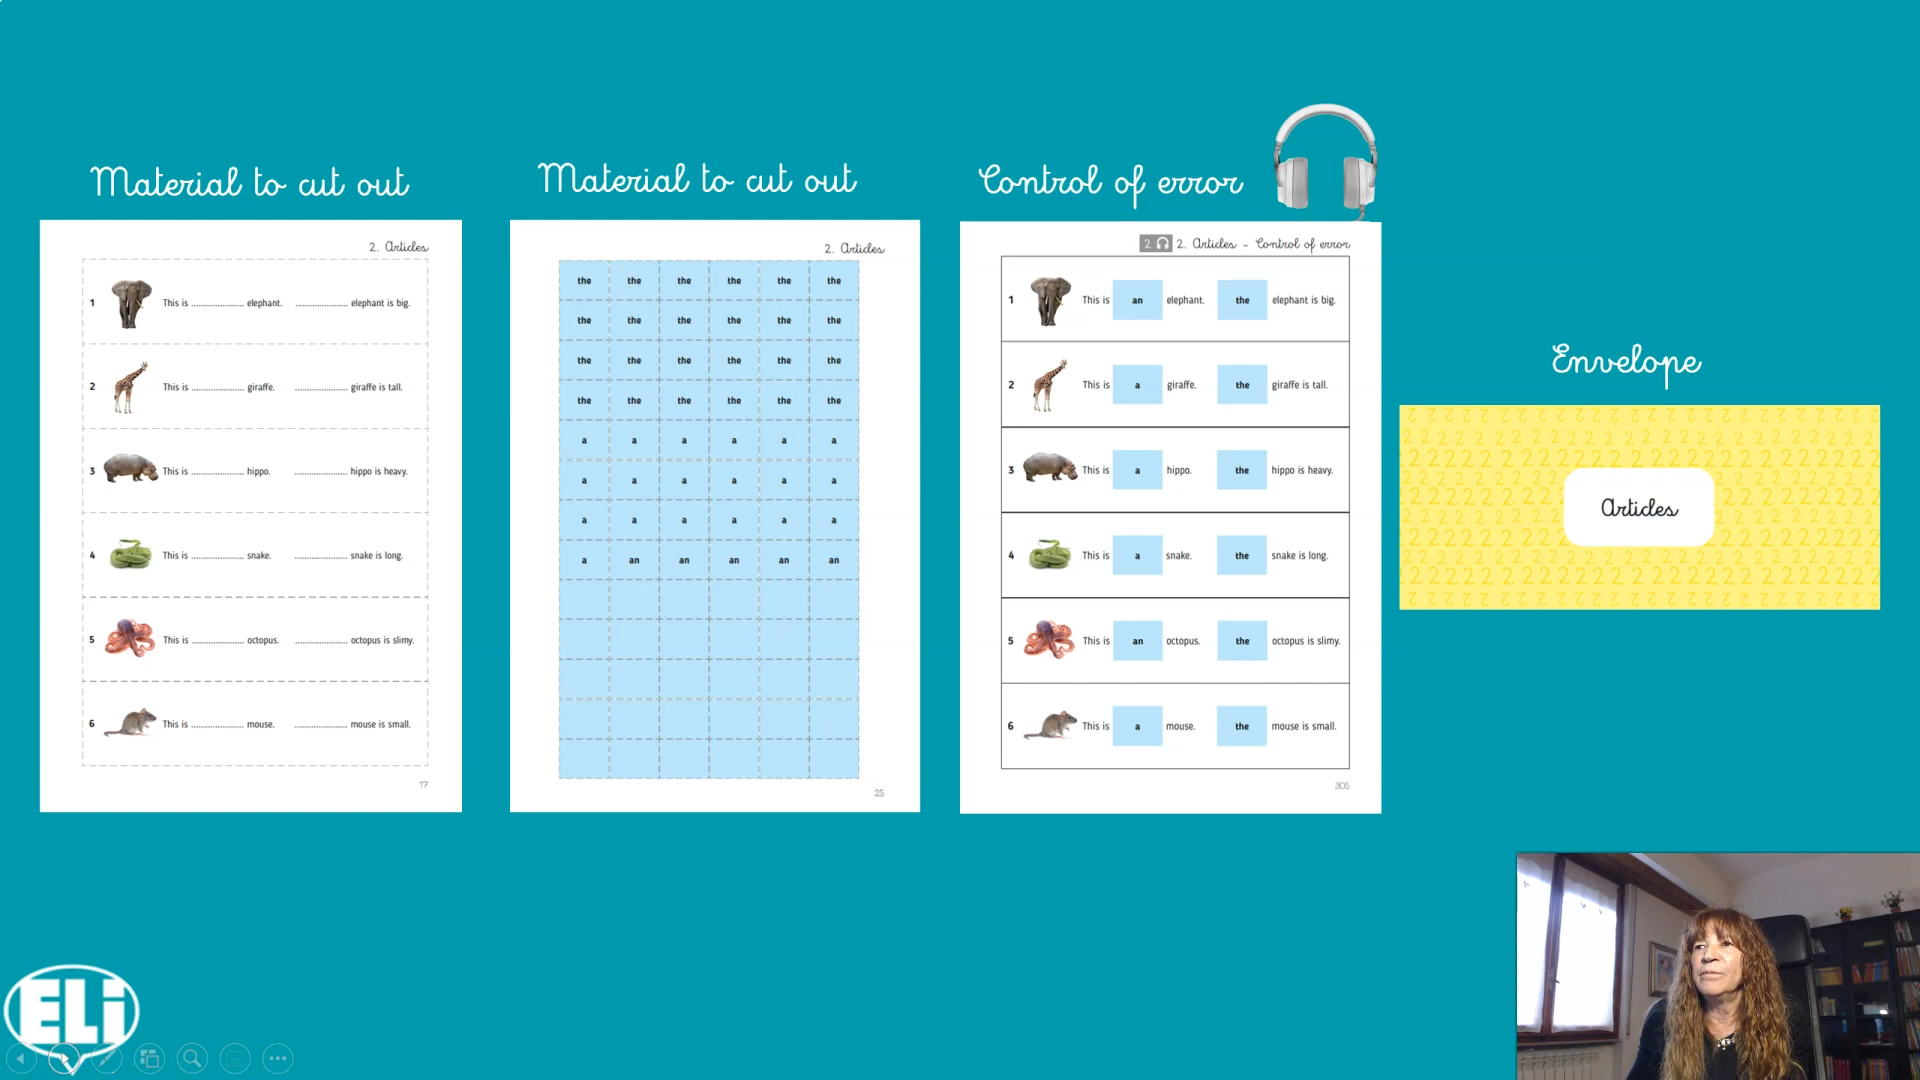 Material to cut out
2. Articles
1 This is .................... elephant. .................... elephant is big.
2 This is .................... giraffe. .................... giraffe is tall.
3 This is .................... hippo. .................... hippo is heavy.
4 This is .................... snake. .................... snake is long.
5 This is .................... octopus. .................... octopus is slimy.
6 This is .................... mouse. .................... mouse is small.
17
Material to cut out
2. Articles
the the the the the the
the the the the the the
the the the the the the
the the the the the the
a a a a a a
a a a a a a
a a a a a a
a an an an an an
25
Control of error
2 2. Articles - Control of error
1 This is an elephant. the elephant is big.
2 This is a giraffe. the giraffe is tall.
3 This is a hippo. the hippo is heavy.
4 This is a snake. the snake is long.
5 This is an octopus. the octopus is slimy.
6 This is a mouse. the mouse is small.
305
Envelope
Articles
ELi